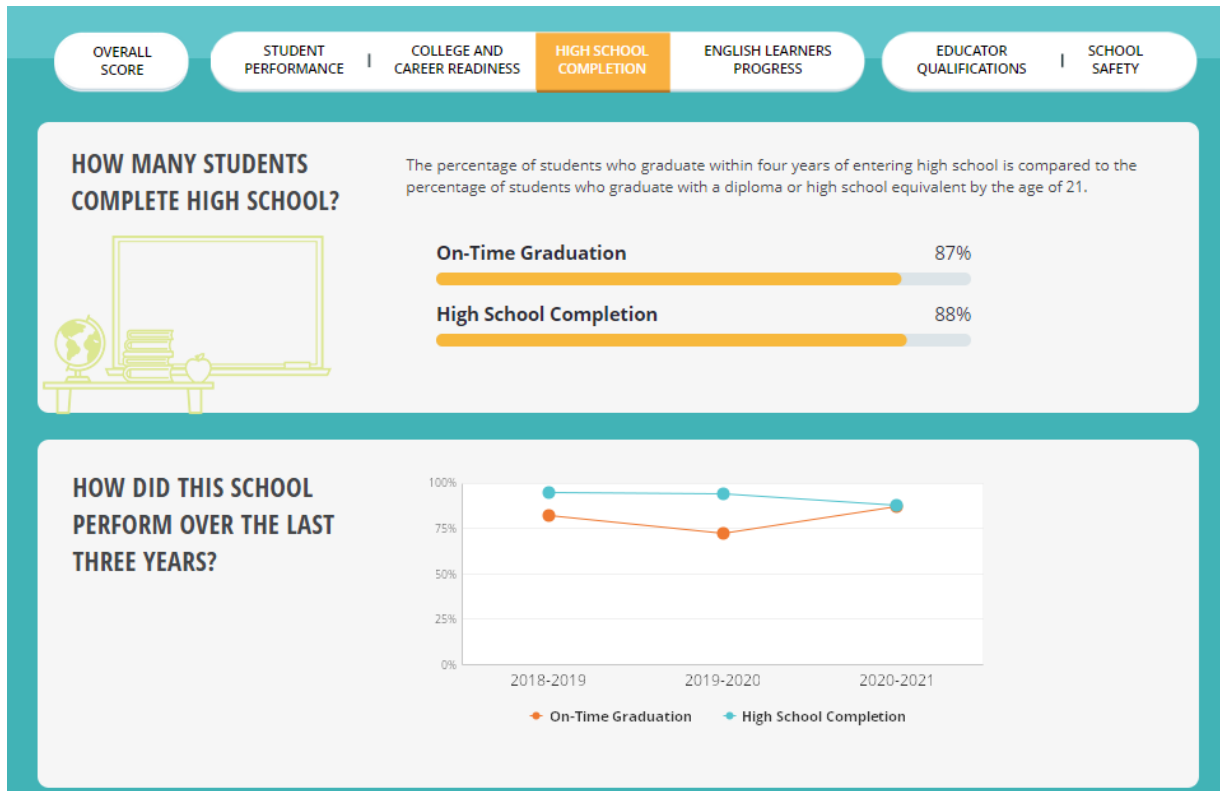 OVERALL
SCORE
STUDENT
PERFORMANCE
COLLEGE AND
CAREER READINESS
HIGH SCHOOL
COMPLETION
ENGLISH LEARNERS
PROGRESS
EDUCATOR
QUALIFICATIONS
SCHOOL
SAFETY
HOW MANY STUDENTS
COMPLETE HIGH SCHOOL?
The percentage of students who graduate within four years of entering high school is compared to the
percentage of students who graduate with a diploma or high school equivalent by the age of 21.
On-Time Graduation 87%
High School Completion 88%
HOW DID THIS SCHOOL
PERFORM OVER THE LAST
THREE YEARS?
100%
75%
50%
25%
0%
2018-2019 2019-2020 2020-2021
On-Time Graduation High School Completion